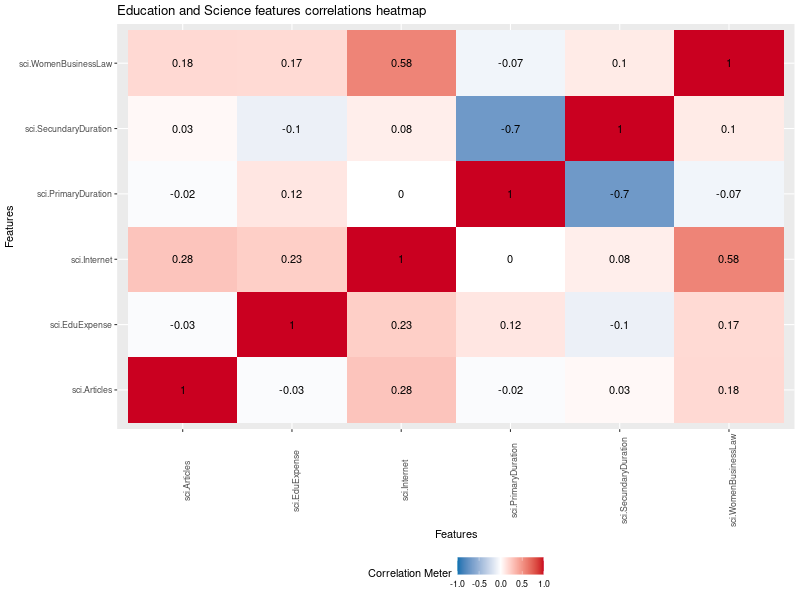 Education and Science features correlations heatmap
Features
sci.WomenBusinessLaw 0.18 0.17 0.58 -0.07 0.1 1
sci.SecundaryDuration 0.03 -0.1 0.08 -0.7 1 0.1
sci.PrimaryDuration -0.02 0.12 0 1 -0.7 -0.07
sci.Internet 0.28 0.23 1 0 0.08 0.58
sci.EduExpense -0.03 1 0.23 0.12 -0.1 0.17
sci.Articles 1 -0.03 0.28 -0.02 0.03 0.18
sci.Articles
sci.EduExpense
sci.Internet
sci.PrimaryDuration
sci.SecundaryDuration
sci.WomenBusinessLaw
Features
Correlation Meter
-1.0 -0.5 0.0 0.5 1.0